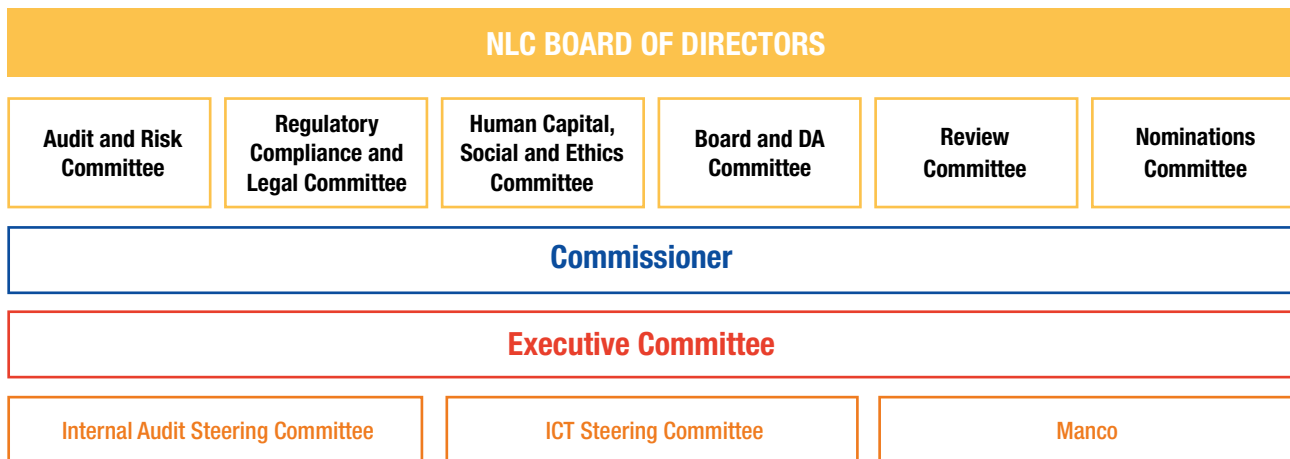 NLC BOARD OF DIRECTORS
Audit and Risk
Committee
Regulatory
Compliance and
Legal Committee
Human Capital,
Social and Ethics
Committee
Board and DA
Committee
Review
Committee
Nominations
Committee
Commissioner
Executive Committee
Internal Audit Steering Committee
ICT Steering Committee
Manco